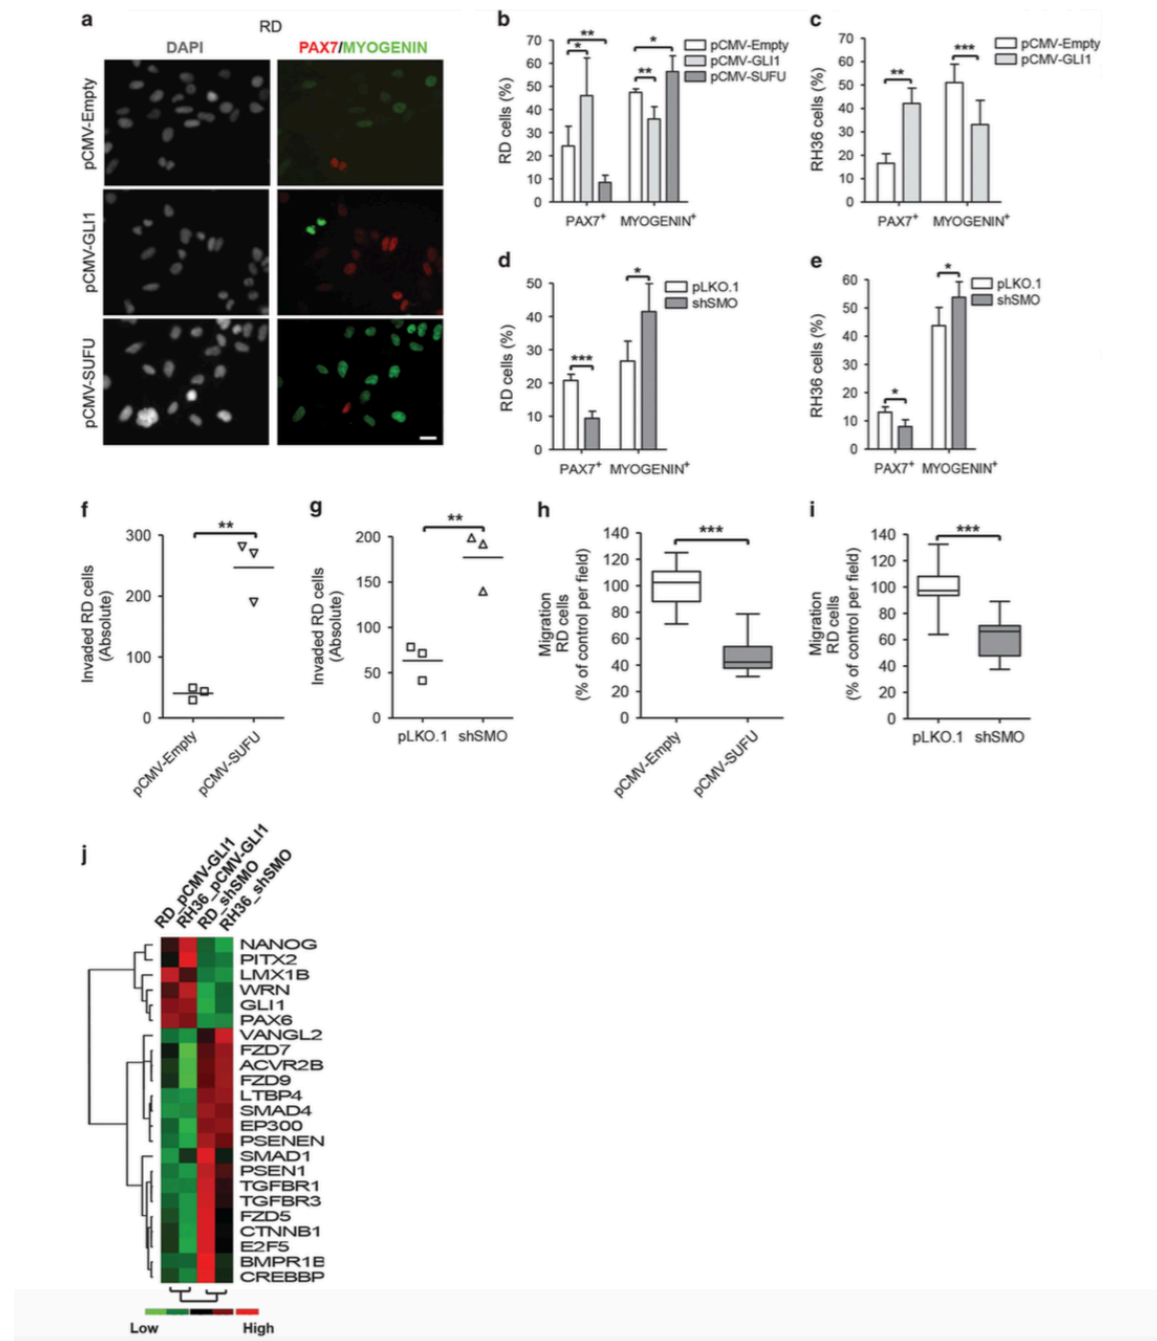 a
RD
DAPI
PAX7/MYOGENIN
pCMV-Empty
pCMV-GLI1
pCMV-SUFU
b
70
60
50
40
30
20
10
0
RD cells (%)
**
*
*
**
pCMV-Empty
pCMV-GLI1
pCMV-SUFU
PAX7+
MYOGENIN+
c
70
60
50
40
30
20
10
0
RH36 cells (%)
**
***
pCMV-Empty
pCMV-GLI1
PAX7+
MYOGENIN+
d
50
40
30
20
10
0
RD cells (%)
***
*
pLKO.1
shSMO
PAX7+
MYOGENIN+
e
60
50
40
30
20
10
0
RH36 cells (%)
*
*
pLKO.1
shSMO
PAX7+
MYOGENIN+
f
300
200
100
0
Invaded RD cells
(Absolute)
**
pCMV-Empty
pCMV-SUFU
g
200
150
100
50
0
Invaded RD cells
(Absolute)
**
pLKO.1
shSMO
h
140
120
100
80
60
40
20
0
Migration
RD cells
(% of control per field)
***
pCMV-Empty
pCMV-SUFU
i
140
120
100
80
60
40
20
0
Migration
RD cells
(% of control per field)
***
pLKO.1
shSMO
j
RD_pCMV-GLI1
RH36_pCMV-GLI1
RD_shSMO
RH36_shSMO
NANOG
PITX2
LMX1B
WRN
GLI1
PAX6
VANGL2
FZD7
ACVR2B
FZD9
LTBP4
SMAD4
EP300
PSENEN
SMAD1
PSEN1
TGFBR1
TGFBR3
FZD5
CTNNB1
E2F5
BMPR1B
CREBBP
Low
High